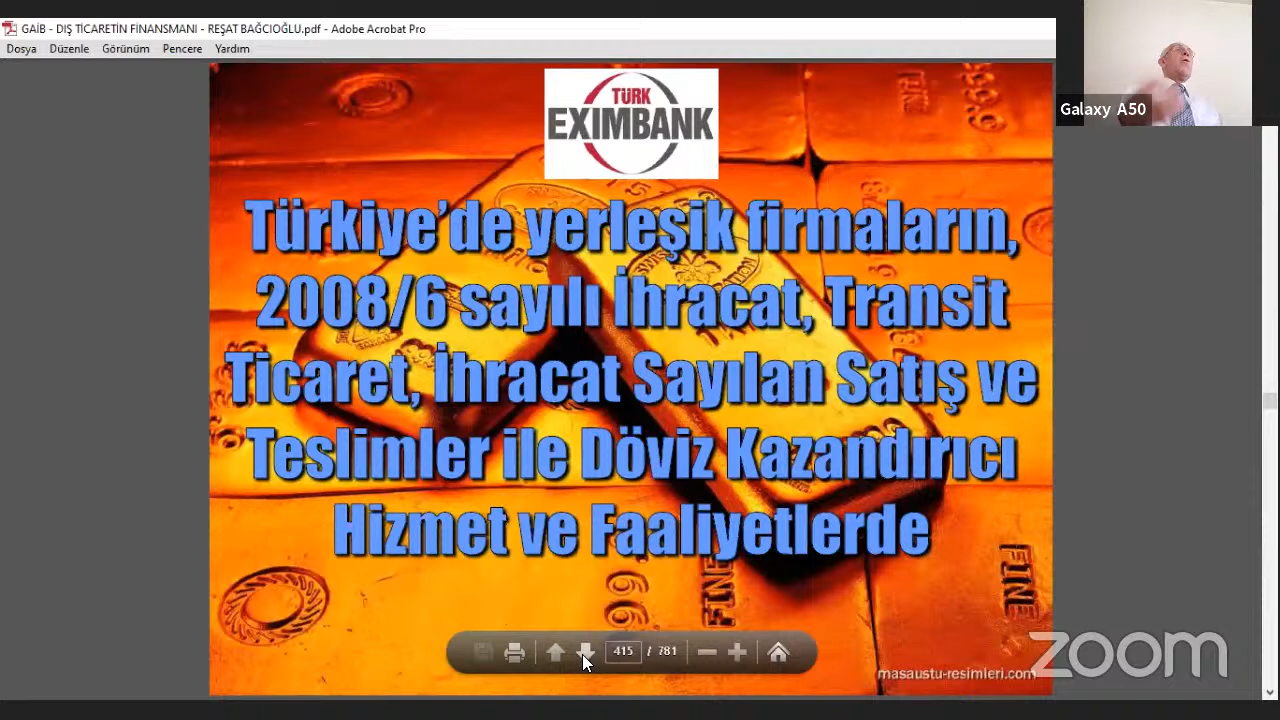 GAİB - DIŞ TİCARETİN FİNANSMANI - REŞAT BAĞCIOĞLU.pdf - Adobe Acrobat Pro
Dosya Düzenle Görünüm Pencere Yardım
Galaxy A50
TÜRK
EXIMBANK
Türkiye’de yerleşik firmaların,
2008/6 sayılı İhracat, Transit
Ticaret, İhracat Sayılan Satış ve
Teslimler ile Döviz Kazandırıcı
Hizmet ve Faaliyetlerde
FINE
FINE
415 / 781
masaustu-resimleri.com
zoom